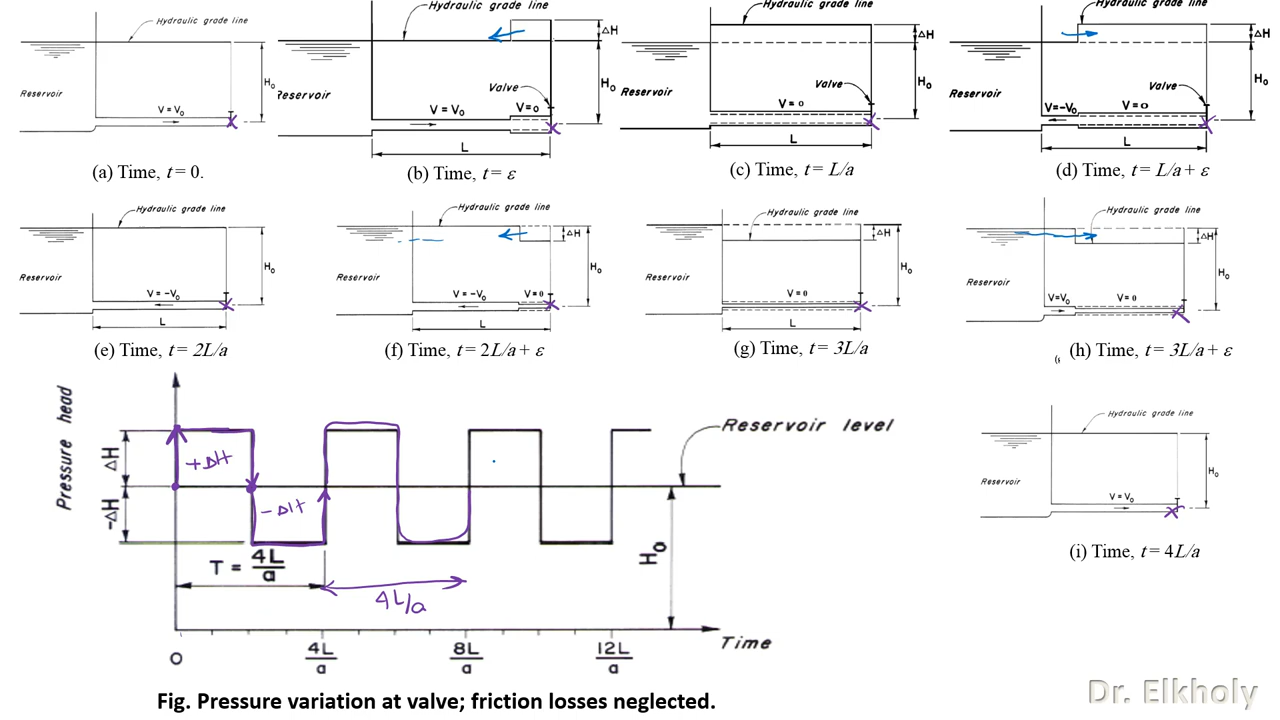 Hydraulic grade line
H₀
Reservoir
V = V₀
(a) Time, t= 0.
Hydraulic grade line
ΔH
H₀
Reservoir
Valve
V = V₀
V = 0
L
(b) Time, t= ε
Hydraulic grade line
ΔH
H₀
Reservoir
Valve
V = 0
L
(c) Time, t= L/a
Hydraulic grade line
ΔH
H₀
Reservoir
Valve
V=-V₀
V = 0
L
(d) Time, t= L/a + ε
Hydraulic grade line
H₀
Reservoir
V = -V₀
L
(e) Time, t= 2L/a
Hydraulic grade line
ΔH
H₀
Reservoir
V = -V₀
V = 0
L
(f) Time, t= 2L/a + ε
Hydraulic grade line
ΔH
H₀
Reservoir
V = 0
L
(g) Time, t= 3L/a
Hydraulic grade line
ΔH
H₀
Reservoir
V=V₀
V = 0
(h) Time, t= 3L/a + ε
Hydraulic grade line
H₀
Reservoir
V = V₀
(i) Time, t= 4L/a
Pressure head
ΔH
-ΔH
+ΔH
-ΔH
Reservoir level
T = 4L/a
4L/a
H₀
Time
0
4L/a
8L/a
12L/a
Fig. Pressure variation at valve; friction losses neglected.
Dr. Elkholy